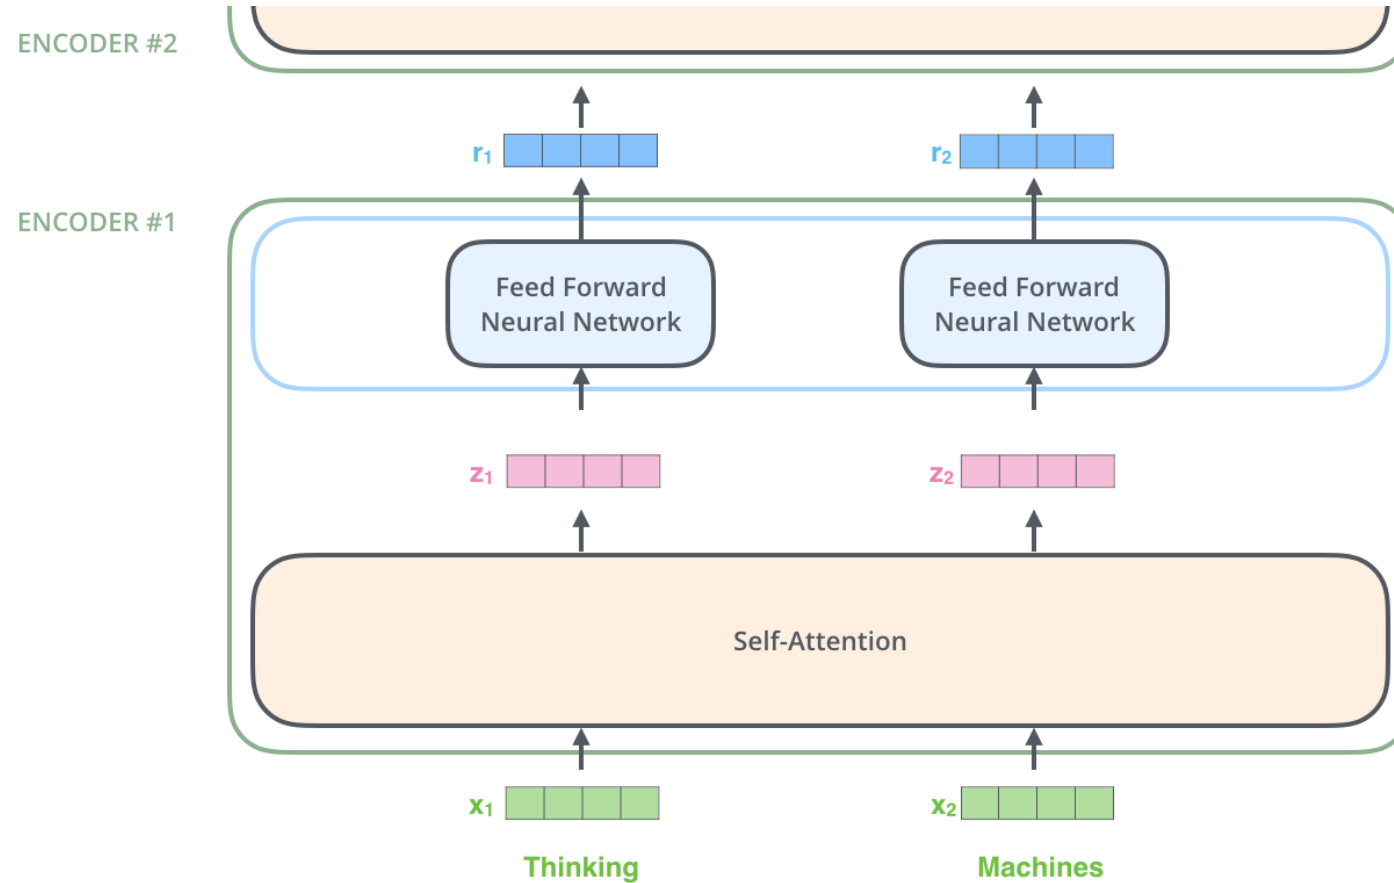 ENCODER #2
r₁
r₂
ENCODER #1
Feed Forward
Neural Network
Feed Forward
Neural Network
z₁
z₂
Self-Attention
x₁
x₂
Thinking
Machines